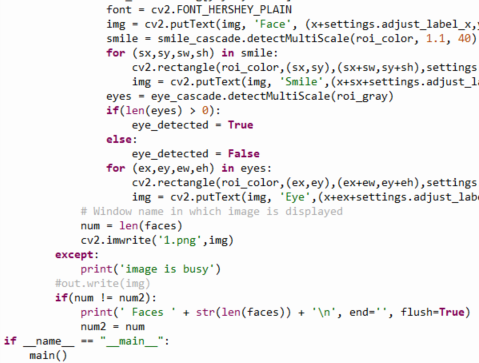 font = cv2.FONT_HERSHEY_PLAIN
img = cv2.putText(img, 'Face', (x+settings.adjust_label_x,y
smile = smile_cascade.detectMultiScale(roi_color, 1.1, 40)
for (sx,sy,sw,sh) in smile:
cv2.rectangle(roi_color,(sx,sy),(sx+sw,sy+sh),settings
img = cv2.putText(img, 'Smile',(x+sx+settings.adjust_la
eyes = eye_cascade.detectMultiScale(roi_gray)
if(len(eyes) > 0):
eye_detected = True
else:
eye_detected = False
for (ex,ey,ew,eh) in eyes:
cv2.rectangle(roi_color,(ex,ey),(ex+ew,ey+eh),settings
img = cv2.putText(img, 'Eye',(x+ex+settings.adjust_labe
# Window name in which image is displayed
num = len(faces)
cv2.imwrite('1.png',img)
except:
print('image is busy')
#out.write(img)
if(num != num2):
print(' Faces ' + str(len(faces)) + '\n', end='', flush=True)
num2 = num
if __name__ == "__main__":
main()